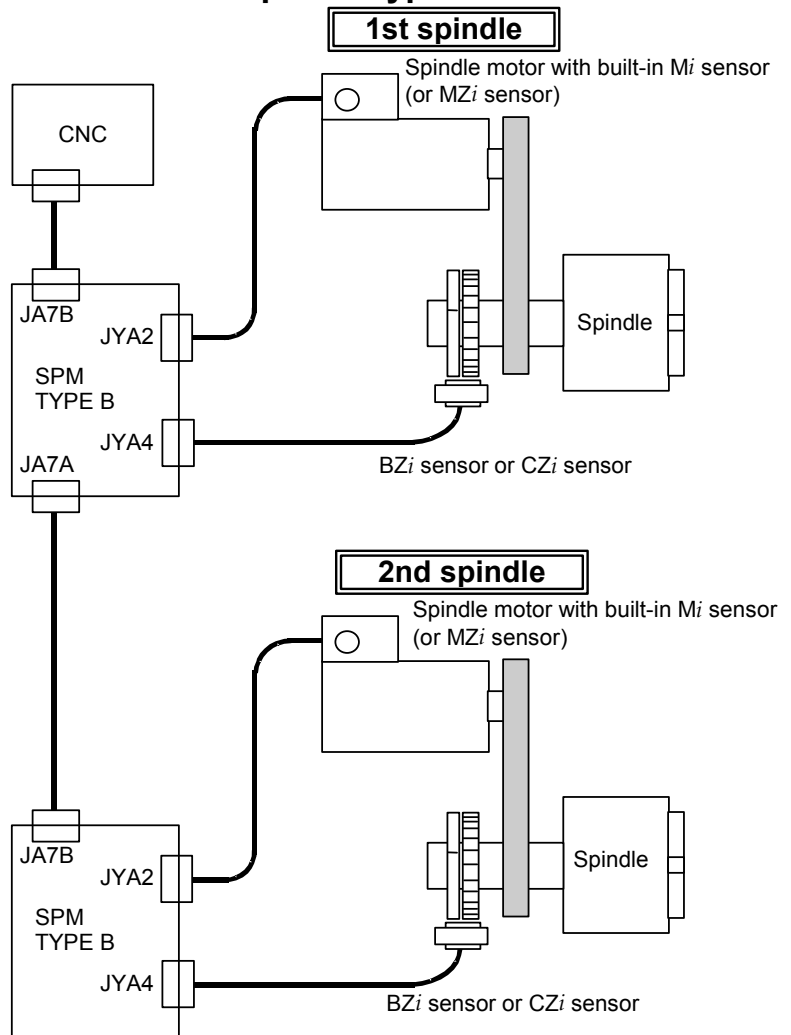 1st spindle
Spindle motor with built-in Mi sensor
(or MZi sensor)
CNC
JA7B
JYA2
SPM
TYPE B
JYA4
JA7A
Spindle
BZi sensor or CZi sensor
2nd spindle
Spindle motor with built-in Mi sensor
(or MZi sensor)
JA7B
JYA2
SPM
TYPE B
JYA4
Spindle
BZi sensor or CZi sensor